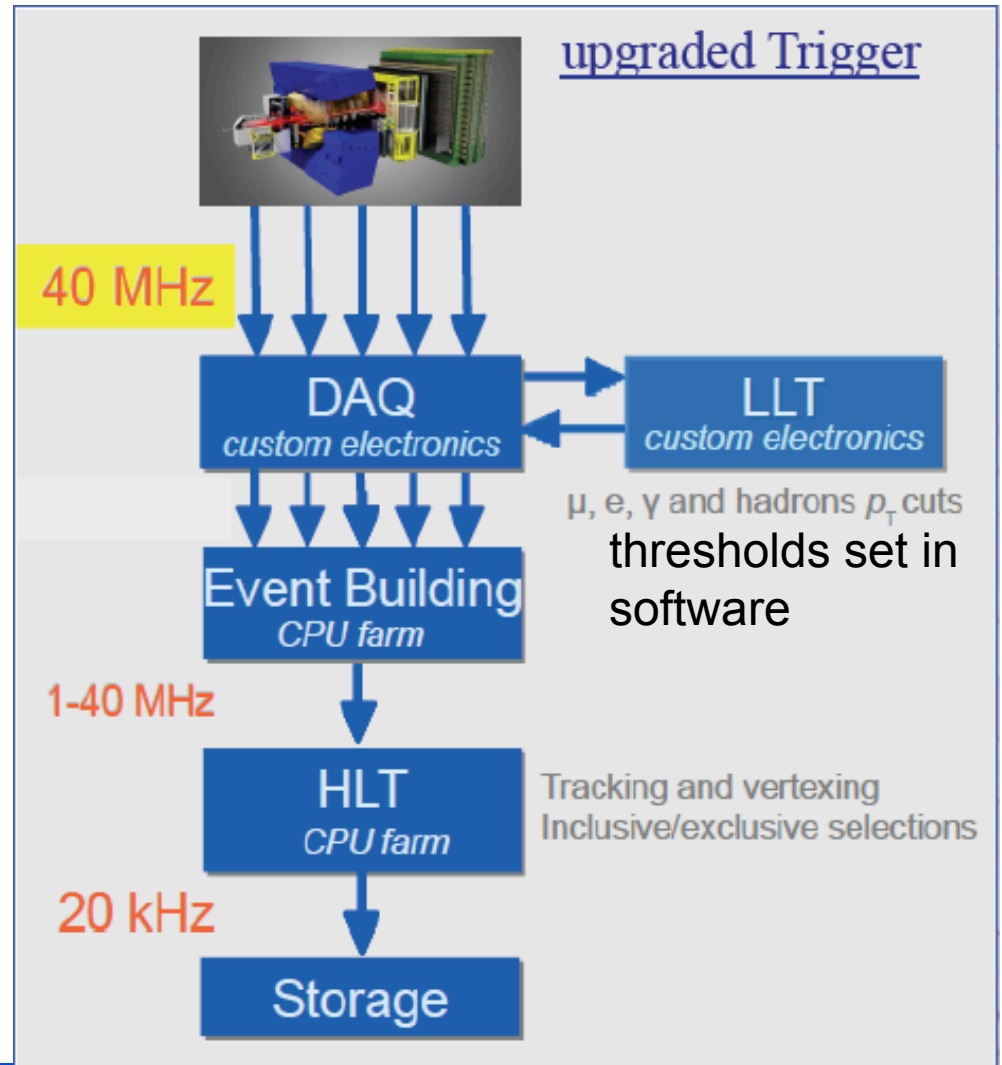 upgraded Trigger
40 MHz
DAQ
custom electronics
LLT
custom electronics
μ, e, γ and hadrons p_T cuts
thresholds set in
software
Event Building
CPU farm
1-40 MHz
HLT
CPU farm
Tracking and vertexing
Inclusive/exclusive selections
20 kHz
Storage